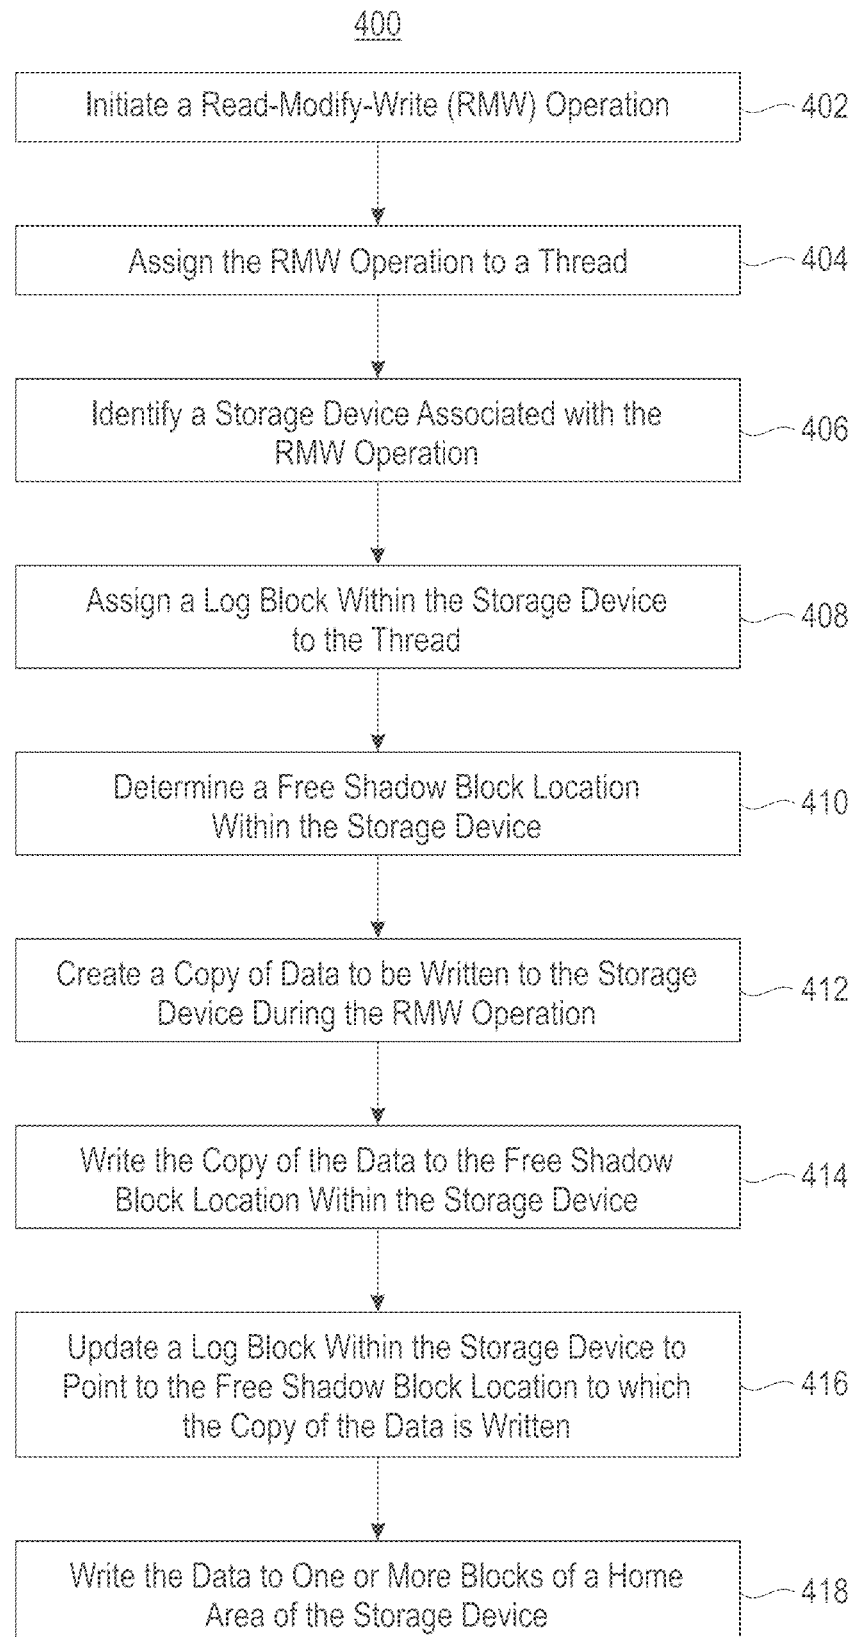 400
Initiate a Read-Modify-Write (RMW) Operation
402
Assign the RMW Operation to a Thread
404
Identify a Storage Device Associated with the
RMW Operation
406
Assign a Log Block Within the Storage Device
to the Thread
408
Determine a Free Shadow Block Location
Within the Storage Device
410
Create a Copy of Data to be Written to the Storage
Device During the RMW Operation
412
Write the Copy of the Data to the Free Shadow
Block Location Within the Storage Device
414
Update a Log Block Within the Storage Device to
Point to the Free Shadow Block Location to which
the Copy of the Data is Written
416
Write the Data to One or More Blocks of a Home
Area of the Storage Device
418